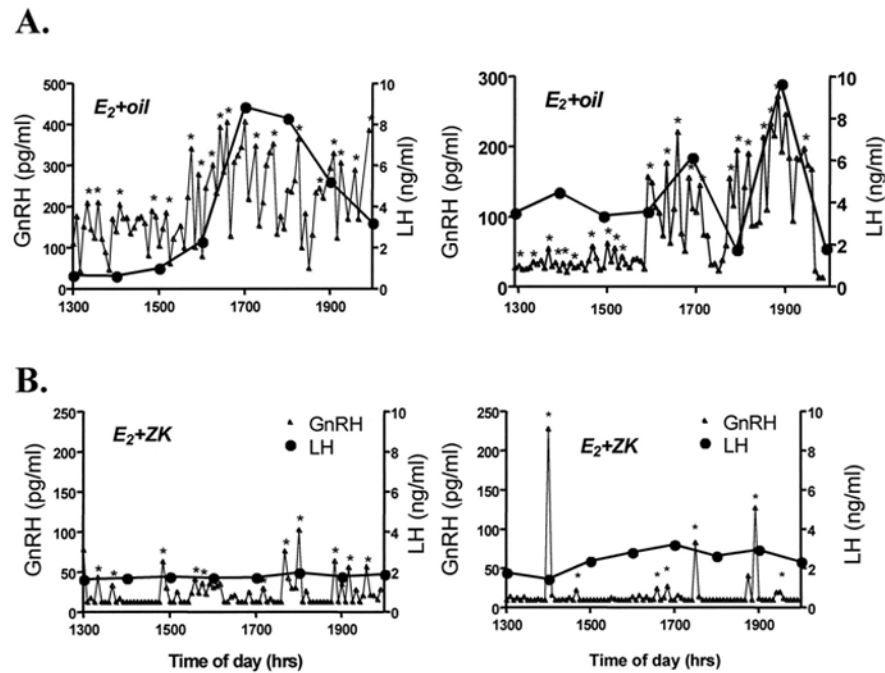 A.
E₂+oil
GnRH (pg/ml)
500
400
300
200
100
0
10
8
6
4
2
0
LH (ng/ml)
1300 1500 1700 1900
* * * * * * * * * * * * * * * * * * *
E₂+oil
GnRH (pg/ml)
300
200
100
0
10
8
6
4
2
0
LH (ng/ml)
1300 1500 1700 1900
B.
E₂+ZK
GnRH
LH
GnRH (pg/ml)
250
200
150
100
50
0
10
8
6
4
2
0
LH (ng/ml)
1300 1500 1700 1900
Time of day (hrs)
E₂+ZK
GnRH
LH
GnRH (pg/ml)
250
200
150
100
50
0
10
8
6
4
2
0
LH (ng/ml)
1300 1500 1700 1900
Time of day (hrs)